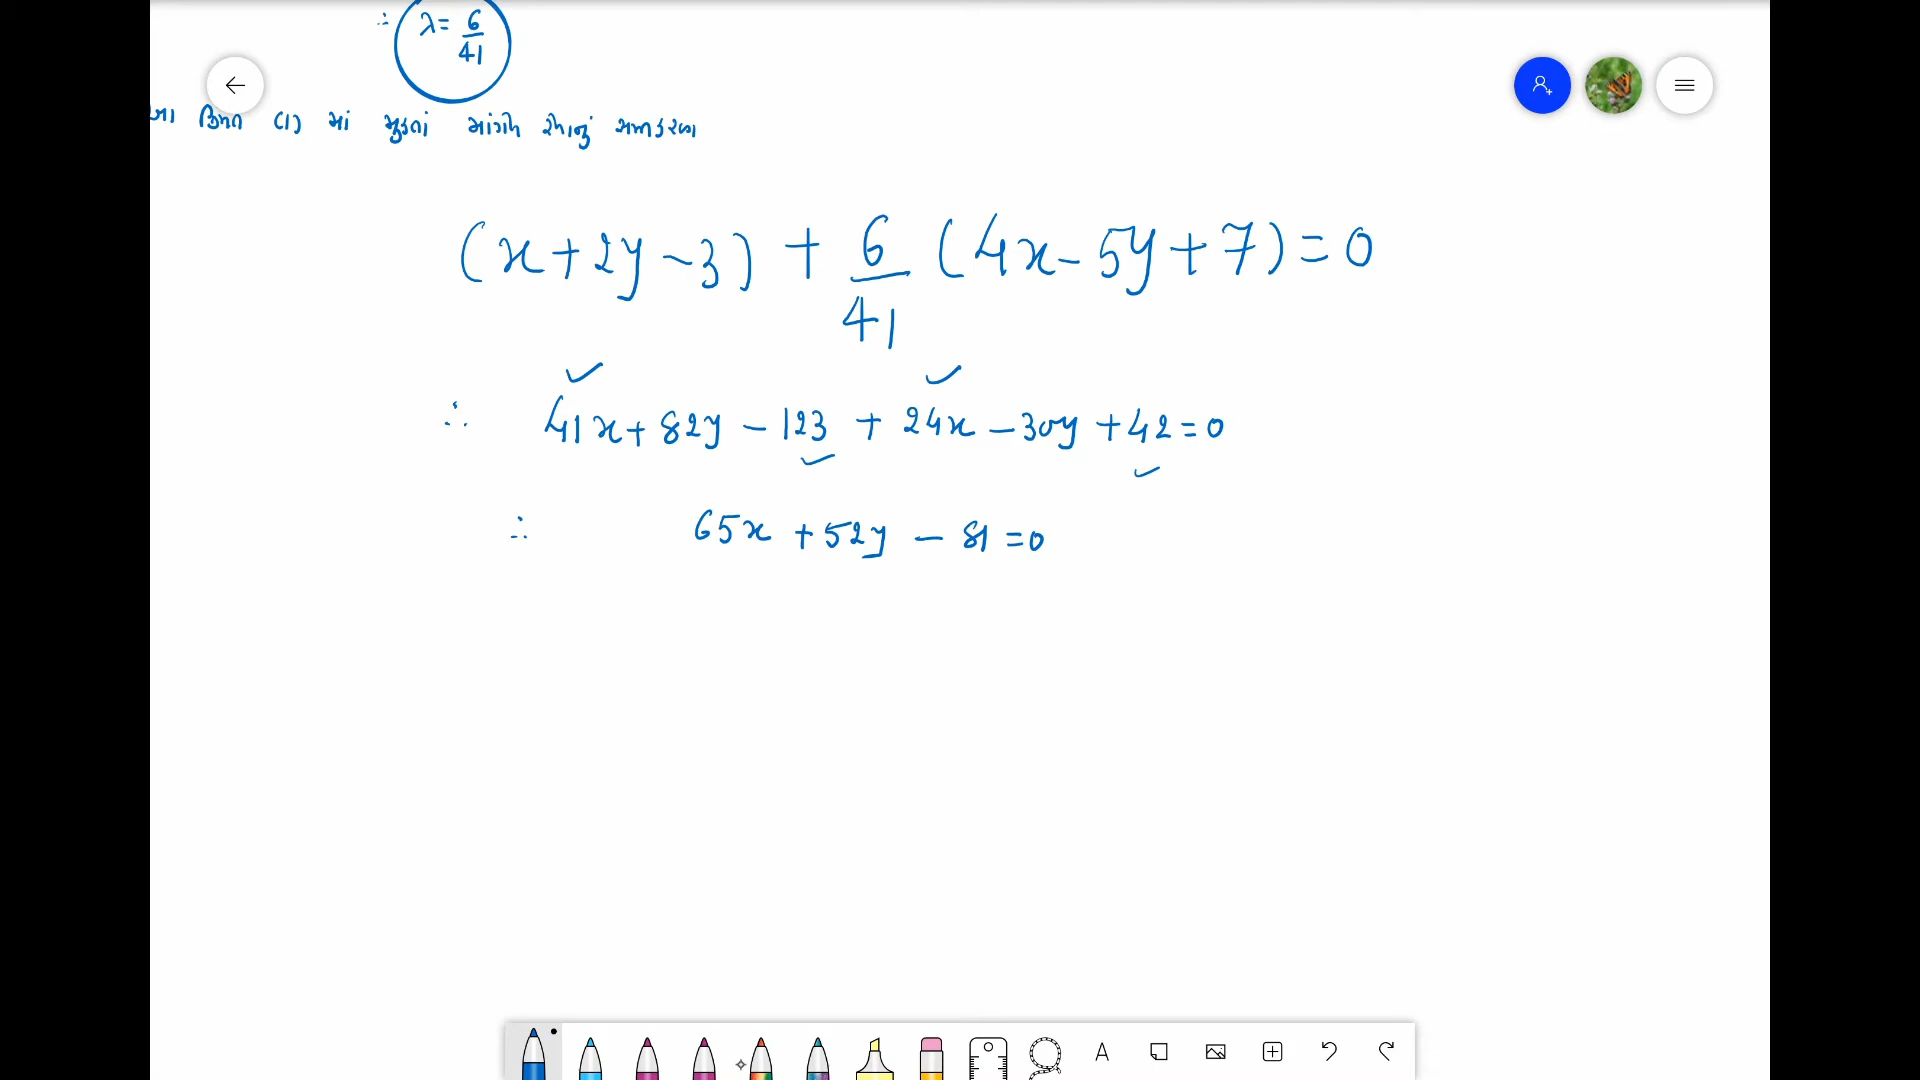 ∴ λ = 6/41
આ કિંમત (1) માં મુકતાં માંગેલ રેખાનું સમીકરણ
(x + 2y - 3) + 6/41 (4x - 5y + 7) = 0
∴ 41x + 82y - 123 + 24x - 30y + 42 = 0
∴ 65x + 52y - 81 = 0